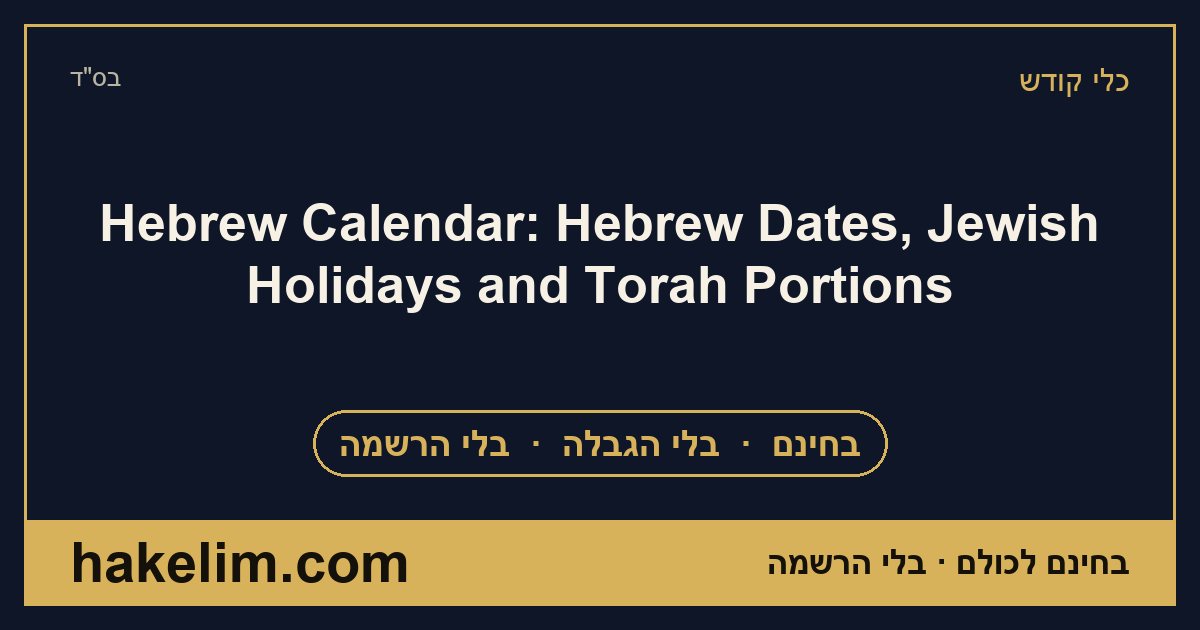 כלי קודש
בס"ד
Hebrew Calendar: Hebrew Dates, Jewish
Holidays and Torah Portions
בחינם · בלי הגבלה · בלי הרשמה
hakelim.com
בחינם לכולם · בלי הרשמה